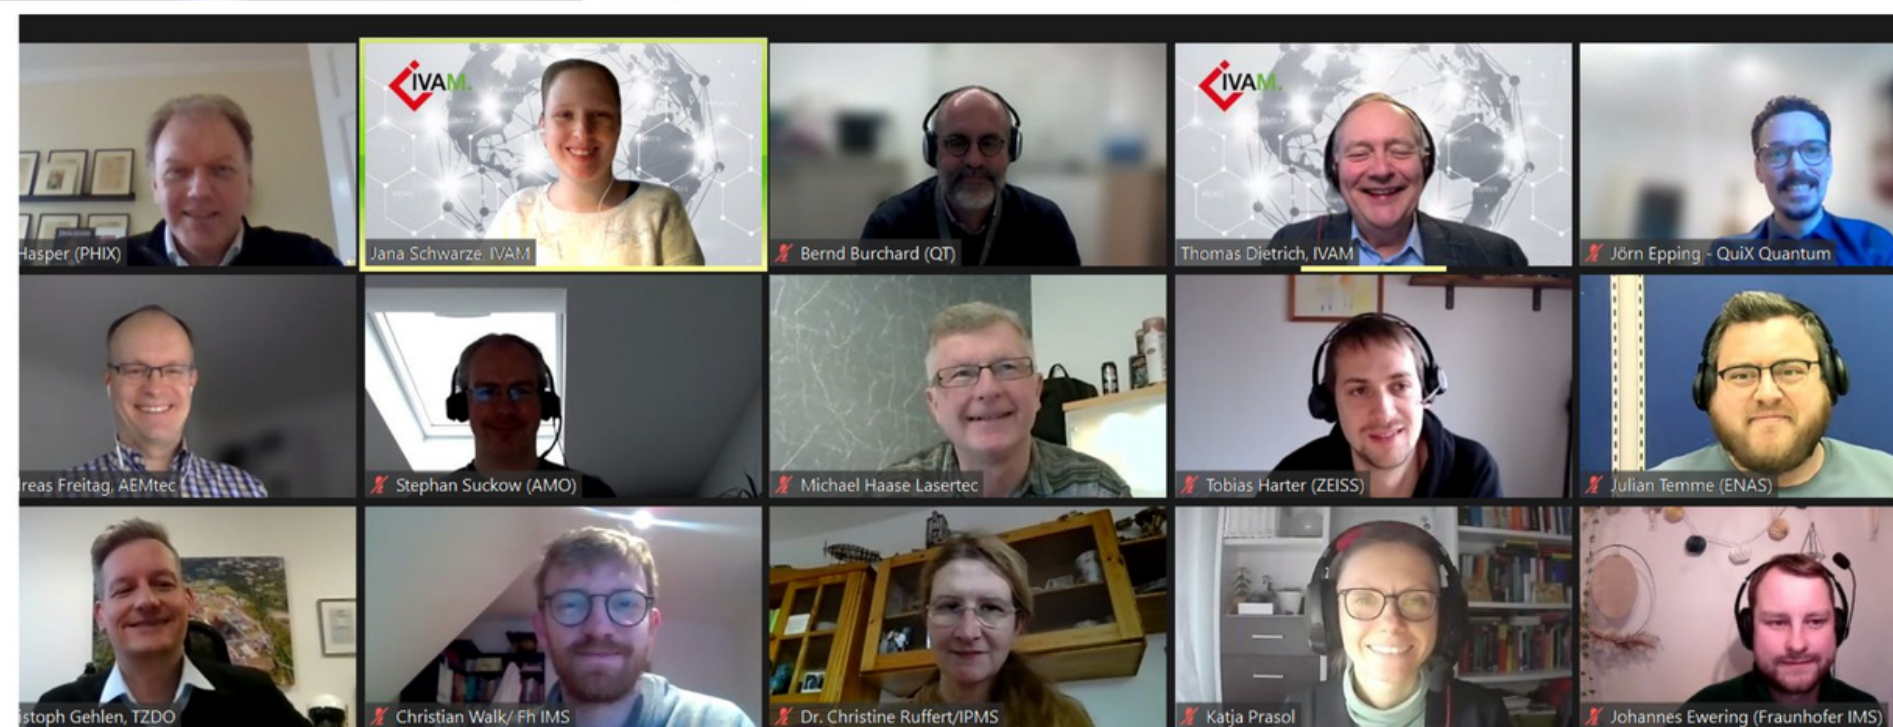 IVAM.
IVAM.
Hasper (PHIX)
Jana Schwarze, IVAM
Bernd Burchard (QT)
Thomas Dietrich, IVAM
Jörn Epping - QuiX Quantum
reas Freitag, AEMtec
Stephan Suckow (AMO)
Michael Haase Lasertec
Tobias Harter (ZEISS)
Julian Temme (ENAS)
istoph Gehlen, TZDO
Christian Walk/ Fh IMS
Dr. Christine Ruffert/IPMS
Katja Prasol
Johannes Ewering (Fraunhofer IMS)